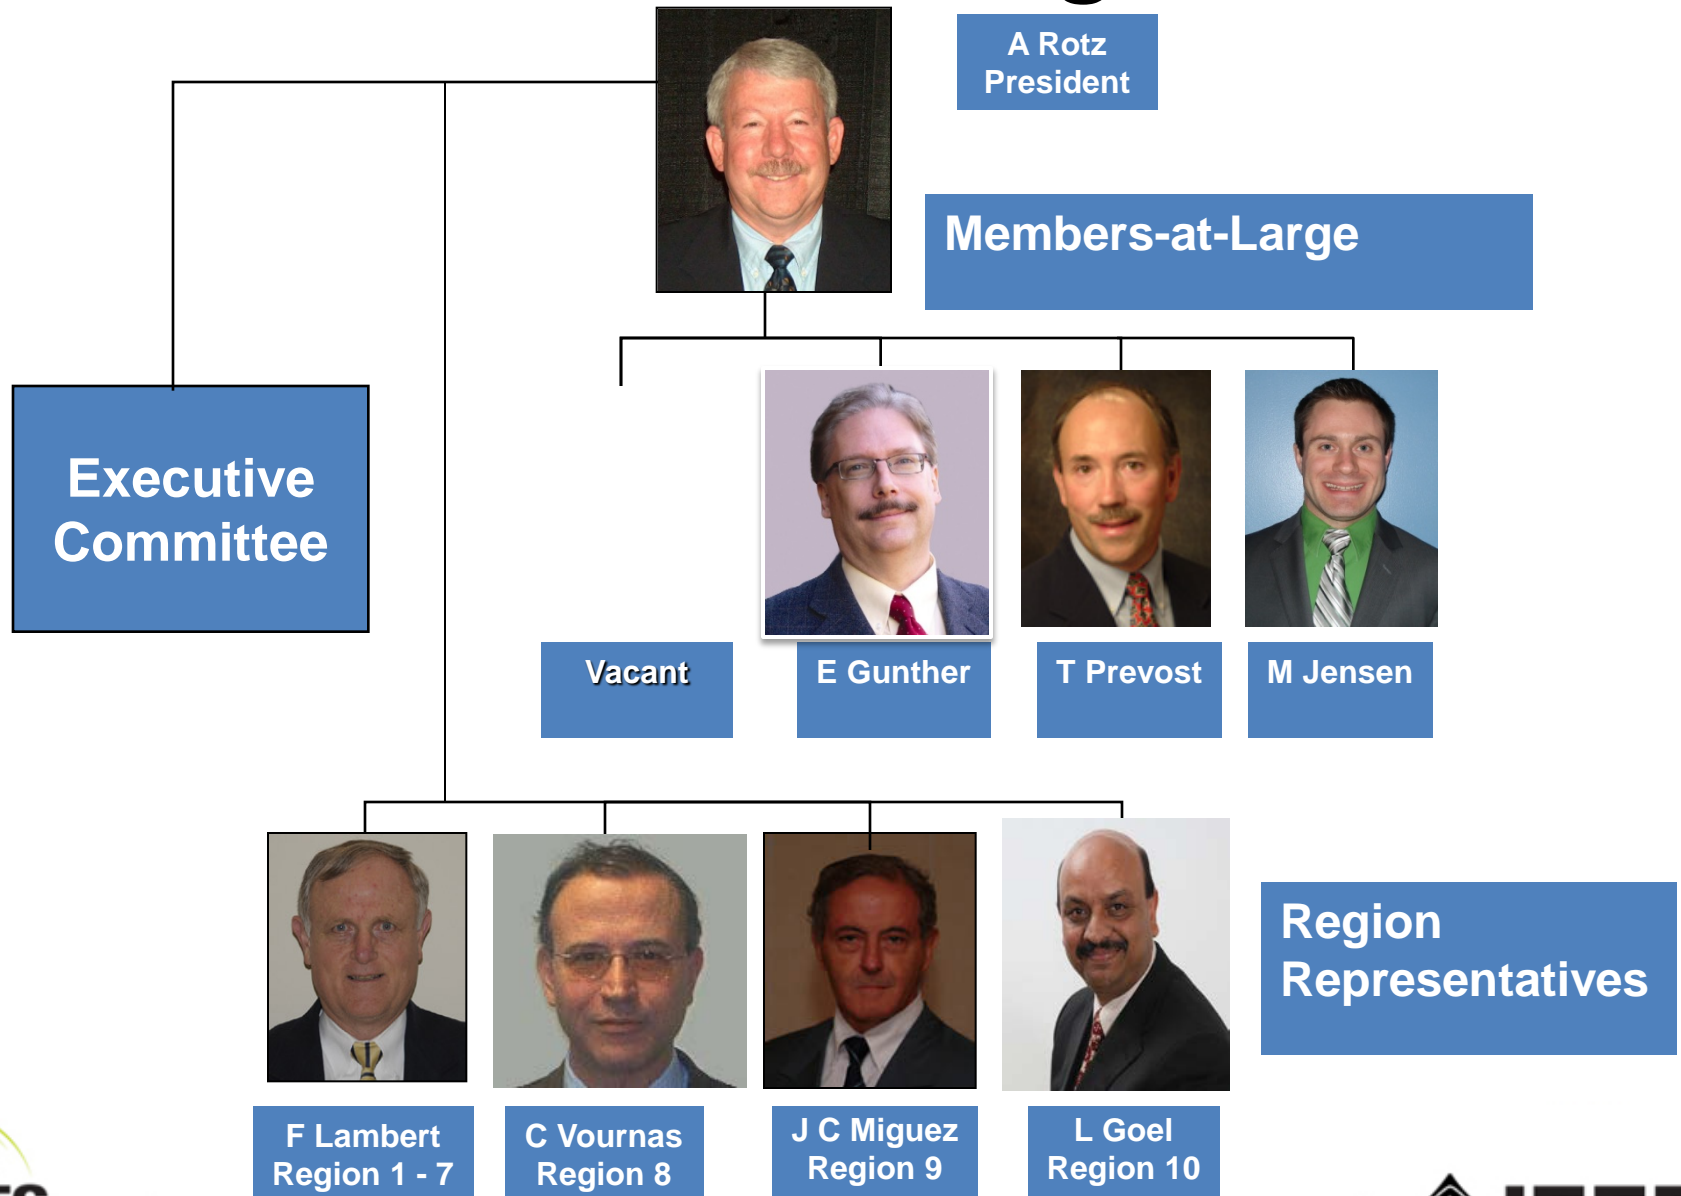 A Rotz
President
Members-at-Large
Executive
Committee
Vacant
E Gunther
T Prevost
M Jensen
Region
Representatives
F Lambert
Region 1 - 7
C Vournas
Region 8
J C Miguez
Region 9
L Goel
Region 10